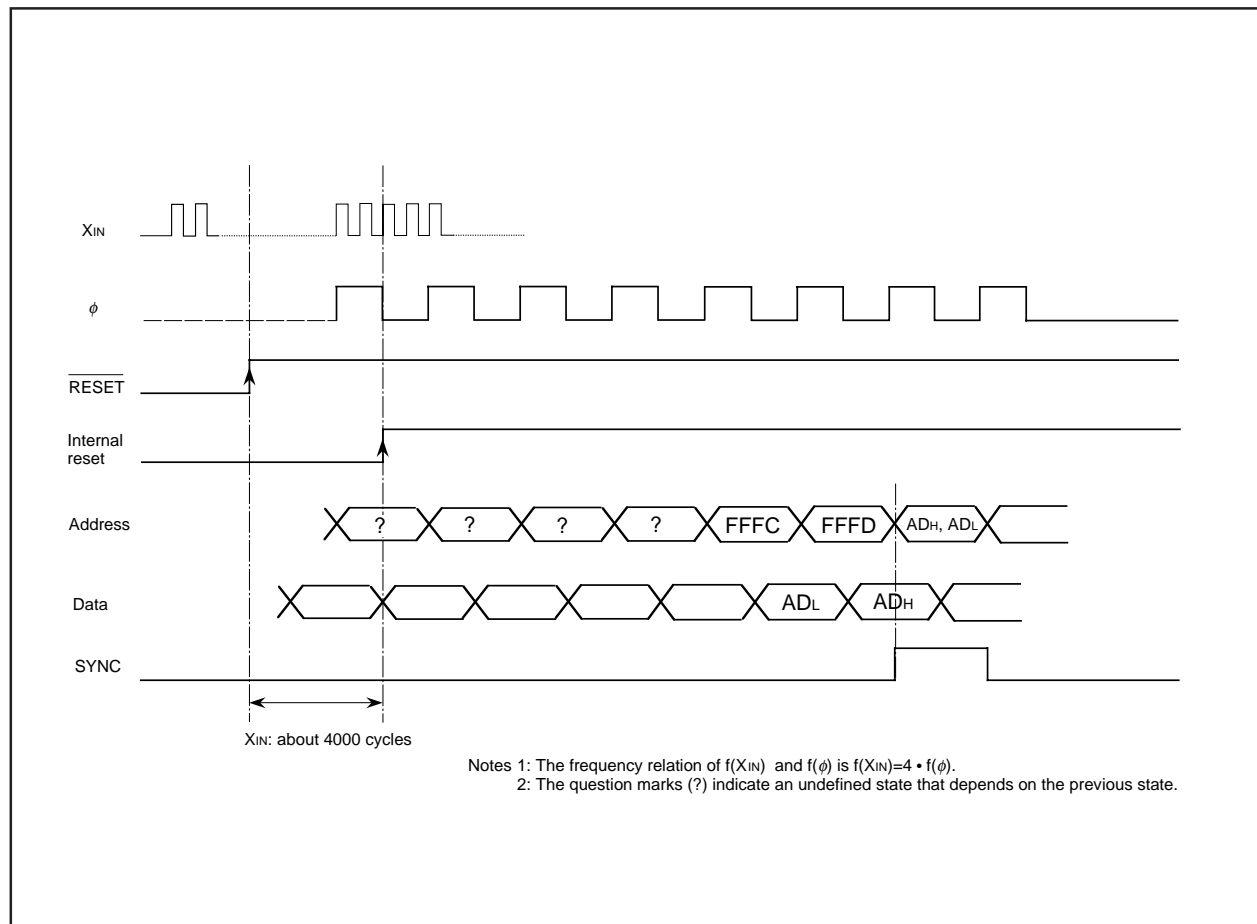 XIN
ϕ
RESET
Internal
reset
Address
? ? ? ? FFFC FFFD ADH, ADL
Data
ADL ADH
SYNC
XIN: about 4000 cycles
Notes 1: The frequency relation of f(XIN) and f(ϕ) is f(XIN)=4 • f(ϕ).
2: The question marks (?) indicate an undefined state that depends on the previous state.